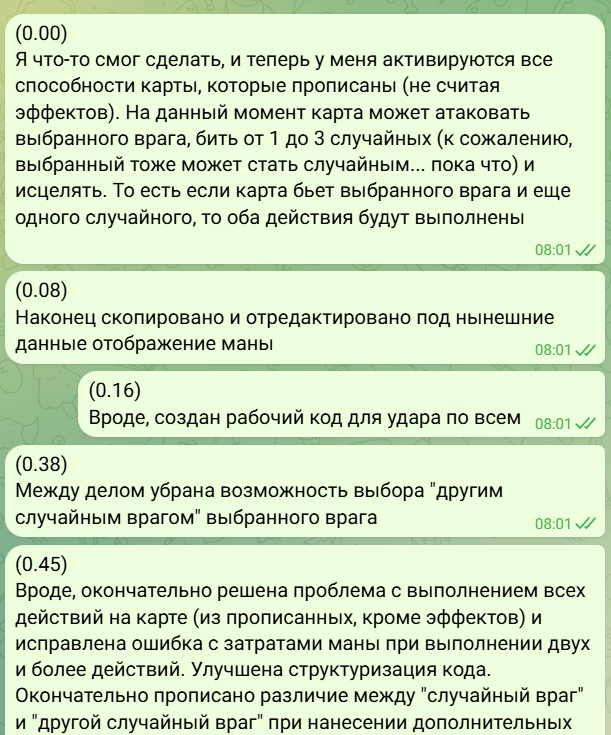 (0.00)
Я что-то смог сделать, и теперь у меня активируются все
способности карты, которые прописаны (не считая
эффектов). На данный момент карта может атаковать
выбранного врага, бить от 1 до 3 случайных (к сожалению,
выбранный тоже может стать случайным... пока что) и
исцелять. То есть если карта бьет выбранного врага и еще
одного случайного, то оба действия будут выполнены
08:01
(0.08)
Наконец скопировано и отредактировано под нынешние
данные отображение маны
08:01
(0.16)
Вроде, создан рабочий код для удара по всем
08:01
(0.38)
Между делом убрана возможность выбора "другим
случайным врагом" выбранного врага
08:01
(0.45)
Вроде, окончательно решена проблема с выполнением всех
действий на карте (из прописанных, кроме эффектов) и
исправлена ошибка с затратами маны при выполнении двух
и более действий. Улучшена структуризация кода.
Окончательно прописано различие между "случайный враг"
и "другой случайный враг" при нанесении дополнительных